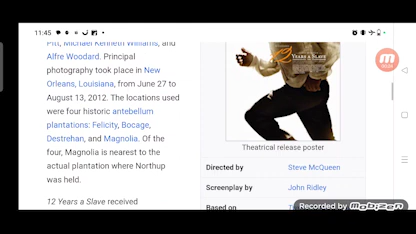 11:45
Pitt, Michael Kenneth Williams, and
Alfre Woodard. Principal
photography took place in New
Orleans, Louisiana, from June 27 to
August 13, 2012. The locations used
were four historic antebellum
plantations: Felicity, Bocage,
Destrehan, and Magnolia. Of the
four, Magnolia is nearest to the
actual plantation where Northup
was held.
12 Years a Slave received
YEARS A SLAVE
Theatrical release poster
Directed by Steve McQueen
Screenplay by John Ridley
Based on
Recorded by MOBIZEN